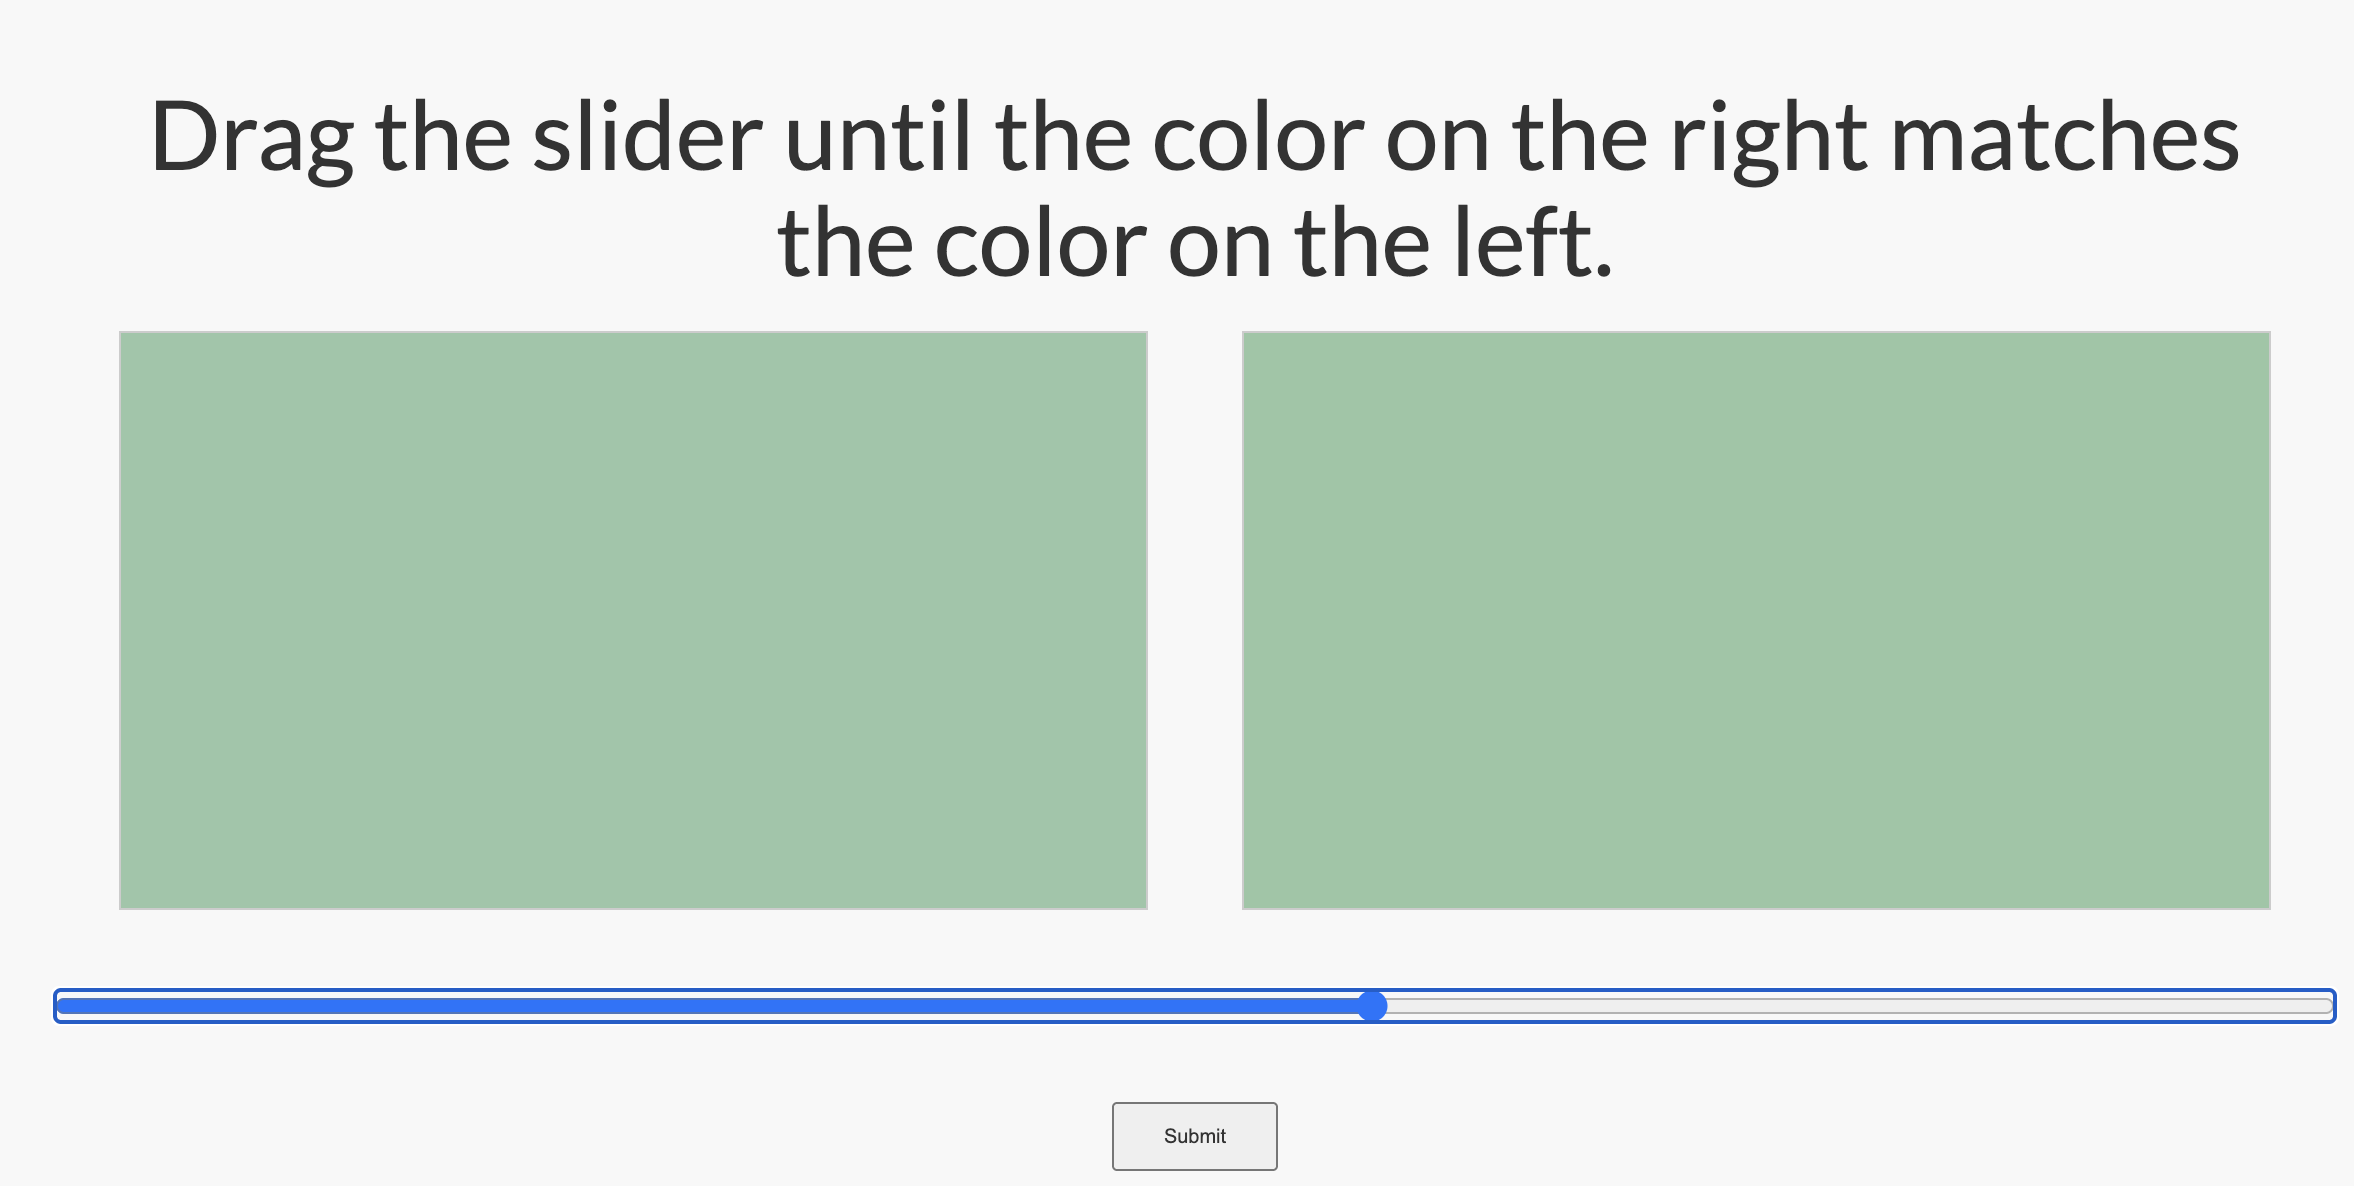 Drag the slider until the color on the right matches
the color on the left.
Submit